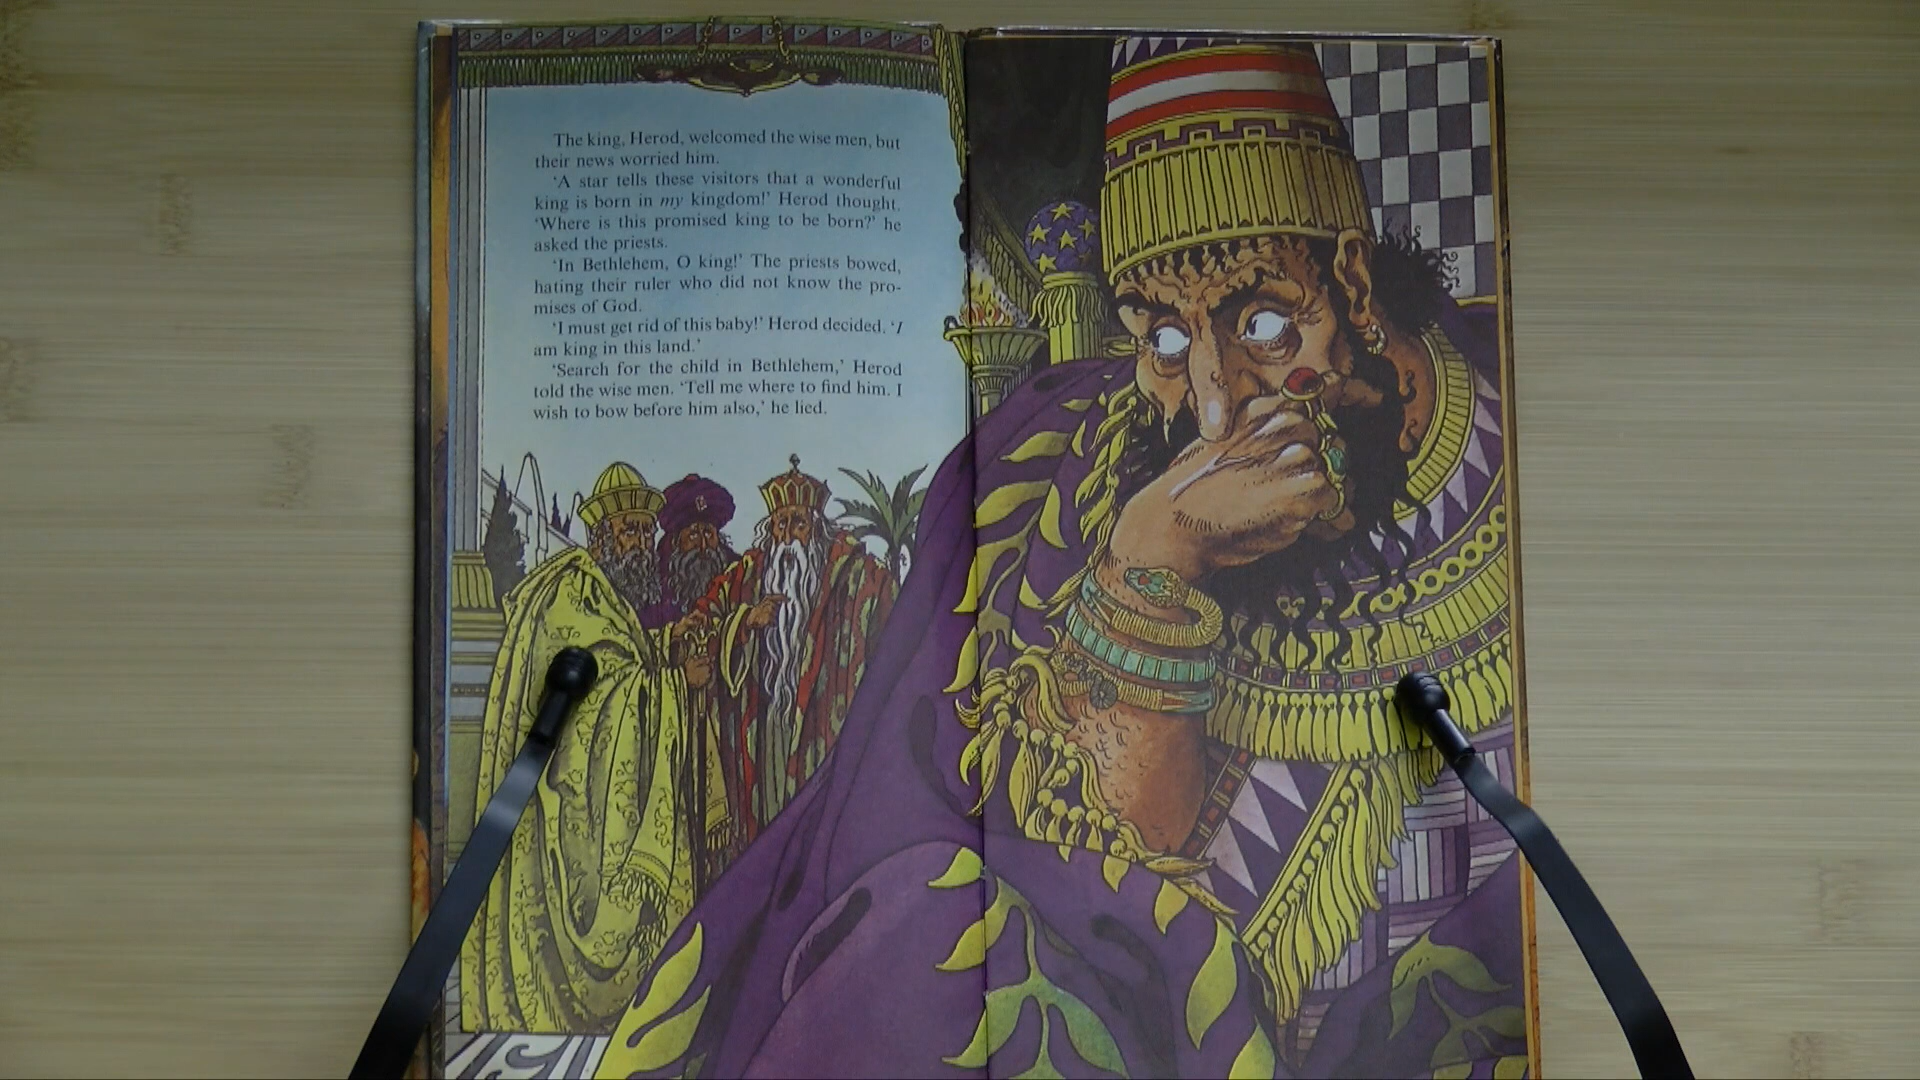 The king, Herod, welcomed the wise men, but
their news worried him.
‘A star tells these visitors that a wonderful
king is born in my kingdom!’ Herod thought.
‘Where is this promised king to be born?’ he
asked the priests.
‘In Bethlehem, O king!’ The priests bowed,
hating their ruler who did not know the pro-
mises of God.
‘I must get rid of this baby!’ Herod decided. ‘I
am king in this land.’
‘Search for the child in Bethlehem,’ Herod
told the wise men. ‘Tell me where to find him. I
wish to bow before him also,’ he lied.